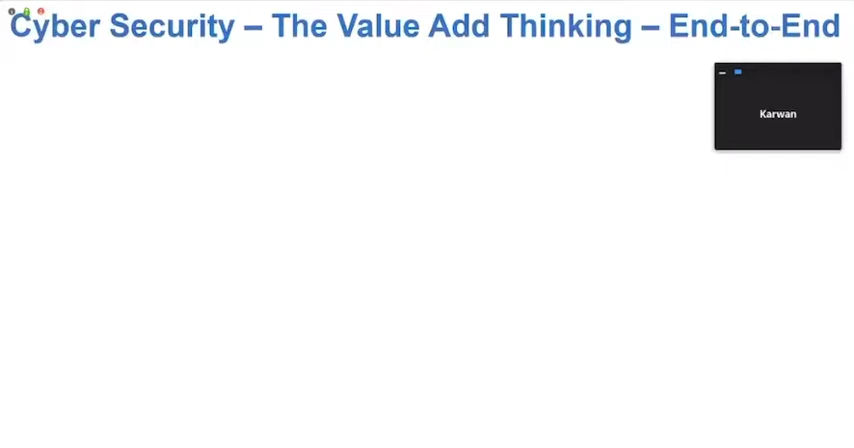 Cyber Security – The Value Add Thinking – End-to-End
Karwan